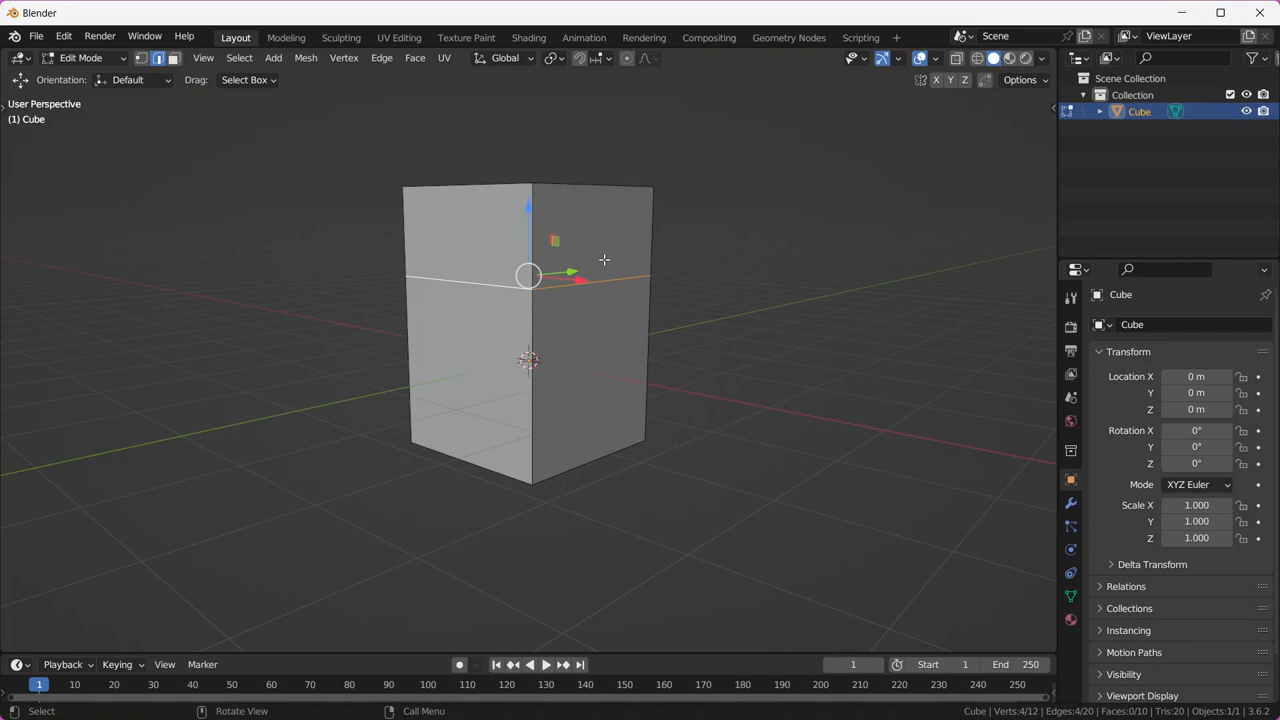 Blender
File Edit Render Window Help Layout Modeling Sculpting UV Editing Texture Paint Shading Animation Rendering Compositing Geometry Nodes Scripting + Scene ViewLayer
Edit Mode View Select Add Mesh Vertex Edge Face UV Global
Orientation: Default Drag: Select Box X Y Z Options
User Perspective
(1) Cube
Scene Collection
Collection
Cube
Cube
Cube
Transform
Location X 0 m
Y 0 m
Z 0 m
Rotation X 0°
Y 0°
Z 0°
Mode XYZ Euler
Scale X 1.000
Y 1.000
Z 1.000
Delta Transform
Relations
Collections
Instancing
Motion Paths
Visibility
Viewport Display
Playback Keying View Marker 1 Start 1 End 250
1 10 20 30 40 50 60 70 80 90 100 110 120 130 140 150 160 170 180 190 200 210 220 230 240 250
Select Rotate View Call Menu Cube | Verts:4/12 | Edges:4/20 | Faces:0/10 | Tris:20 | Objects:1/1 | 3.6.2